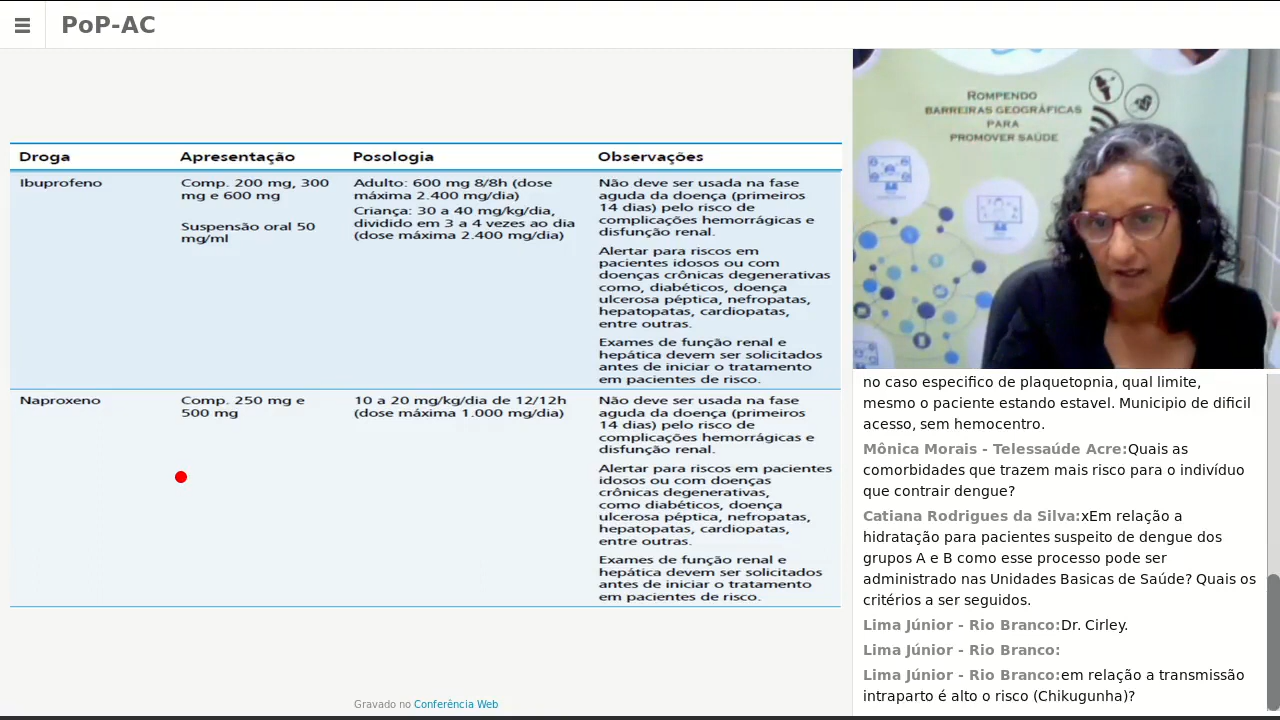 PoP-AC
Droga Apresentação Posologia Observações
Ibuprofeno
Comp. 200 mg, 300
mg e 600 mg
Suspensão oral 50
mg/ml
Adulto: 600 mg 8/8h (dose
máxima 2.400 mg/dia)
Criança: 30 a 40 mg/kg/dia,
dividido em 3 a 4 vezes ao dia
(dose máxima 2.400 mg/dia)
Não deve ser usada na fase
aguda da doença (primeiros
14 dias) pelo risco de
complicações hemorrágicas e
disfunção renal.
Alertar para riscos em
pacientes idosos ou com
doenças crônicas degenerativas
como, diabéticos, doença
ulcerosa péptica, nefropatas,
hepatopatas, cardiopatas,
entre outras.
Exames de função renal e
hepática devem ser solicitados
antes de iniciar o tratamento
em pacientes de risco.
Naproxeno
Comp. 250 mg e
500 mg
10 a 20 mg/kg/dia de 12/12h
(dose máxima 1.000 mg/dia)
Não deve ser usada na fase
aguda da doença (primeiros
14 dias) pelo risco de
complicações hemorrágicas e
disfunção renal.
Alertar para riscos em pacientes
idosos ou com doenças
crônicas degenerativas,
como diabéticos, doença
ulcerosa péptica, nefropatas,
hepatopatas, cardiopatas,
entre outras.
Exames de função renal e
hepática devem ser solicitados
antes de iniciar o tratamento
em pacientes de risco.
Gravado no Conferência Web
ROMPENDO
BARREIRAS GEOGRÁFICAS
PARA
PROMOVER SAÚDE
no caso especifico de plaquetopnia, qual limite,
mesmo o paciente estando estavel. Municipio de dificil
acesso, sem hemocentro.
Mônica Morais - Telessaúde Acre:Quais as
comorbidades que trazem mais risco para o indivíduo
que contrair dengue?
Catiana Rodrigues da Silva:xEm relação a
hidratação para pacientes suspeito de dengue dos
grupos A e B como esse processo pode ser
administrado nas Unidades Basicas de Saúde? Quais os
critérios a ser seguidos.
Lima Júnior - Rio Branco:Dr. Cirley.
Lima Júnior - Rio Branco:
Lima Júnior - Rio Branco:em relação a transmissão
intraparto é alto o risco (Chikugunha)?